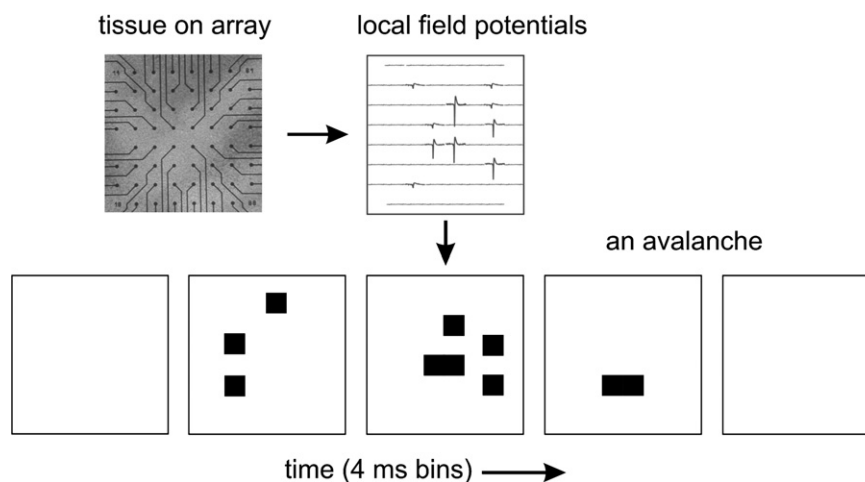 tissue on array
local field potentials
an avalanche
time (4 ms bins)